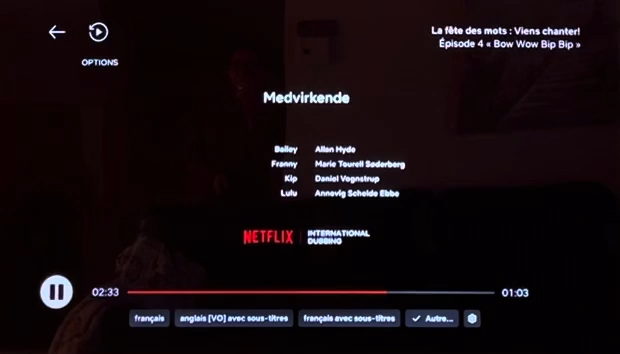 La fête des mots : Viens chanter!
Épisode 4 « Bow Wow Bip Bip »
OPTIONS
Medvirkende
Bailey Allan Hyde
Franny Marie Tourell Søderberg
Kip Daniel Vognstrup
Lulu Annevig Schelde Ebbe
NETFLIX INTERNATIONAL
DUBBING
02:33 01:03
français anglais [VO] avec sous-titres français avec sous-titres Autre...